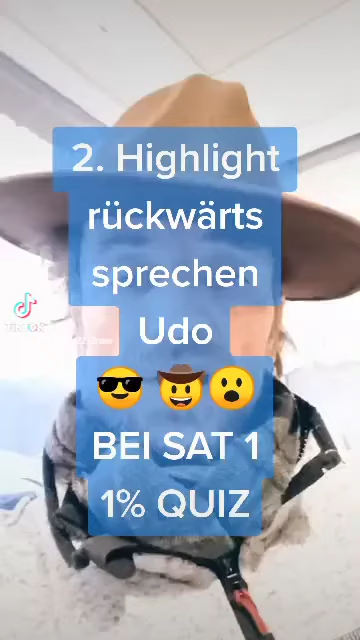 2. Highlight
rückwärts
sprechen
Udo
😎 🤠😮
BEI SAT 1
1% QUIZ